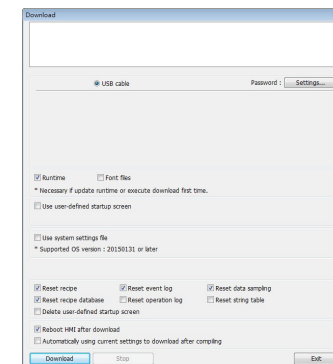 Download
USB cable Password : Settings...
Runtime Font files
* Necessary if update runtime or execute download first time.
Use user-defined startup screen
Use system settings file
* Supported OS version : 20150131 or later
Reset recipe Reset event log Reset data sampling
Reset recipe database Reset operation log Reset string table
Delete user-defined startup screen
Reboot HMI after download
Automatically using current settings to download after compiling
Download Stop Exit